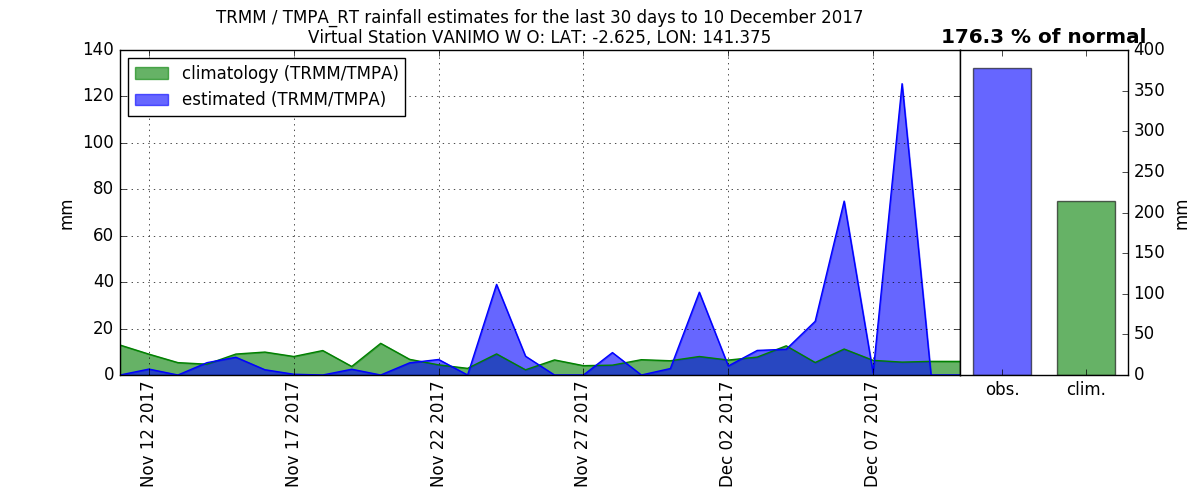 TRMM / TMPA_RT rainfall estimates for the last 30 days to 10 December 2017
Virtual Station VANIMO W O: LAT: -2.625, LON: 141.375
176.3 % of normal
climatology (TRMM/TMPA)
estimated (TRMM/TMPA)
mm
140
120
100
80
60
40
20
0
Nov 12 2017
Nov 17 2017
Nov 22 2017
Nov 27 2017
Dec 02 2017
Dec 07 2017
obs.
clim.
400
350
300
250
200
150
100
50
0
mm